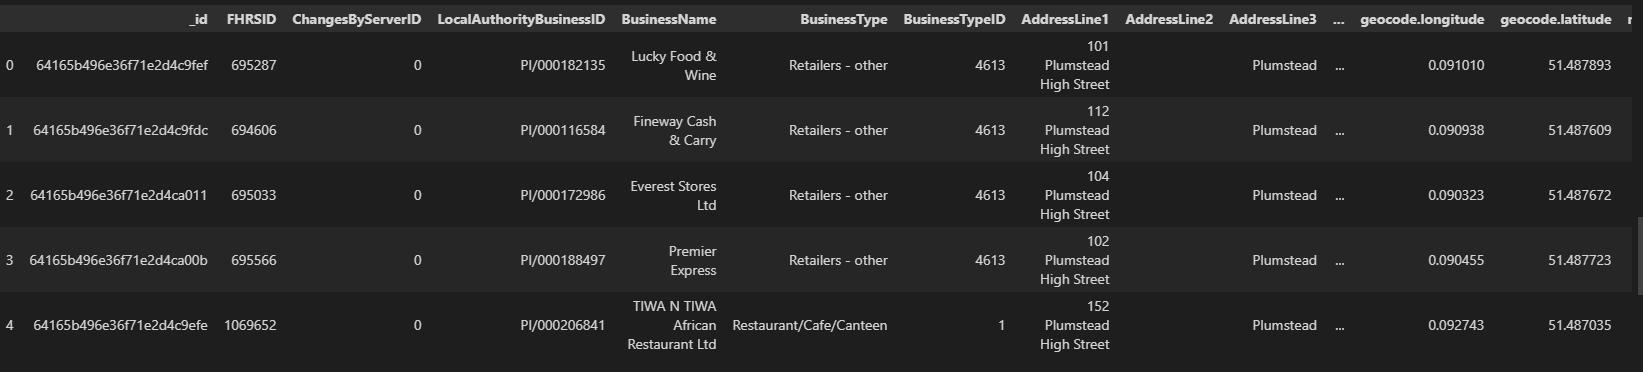 _id FHRSID ChangesByServerID LocalAuthorityBusinessID BusinessName BusinessType BusinessTypeID AddressLine1 AddressLine2 AddressLine3 ... geocode.longitude geocode.latitude
0 64165b496e36f71e2d4c9fef 695287 0 PI/000182135 Lucky Food & Wine Retailers - other 4613 101 Plumstead High Street Plumstead ... 0.091010 51.487893
1 64165b496e36f71e2d4c9fdc 694606 0 PI/000116584 Fineway Cash & Carry Retailers - other 4613 112 Plumstead High Street Plumstead ... 0.090938 51.487609
2 64165b496e36f71e2d4ca011 695033 0 PI/000172986 Everest Stores Ltd Retailers - other 4613 104 Plumstead High Street Plumstead ... 0.090323 51.487672
3 64165b496e36f71e2d4ca00b 695566 0 PI/000188497 Premier Express Retailers - other 4613 102 Plumstead High Street Plumstead ... 0.090455 51.487723
4 64165b496e36f71e2d4c9efe 1069652 0 PI/000206841 TIWA N TIWA African Restaurant Ltd Restaurant/Cafe/Canteen 1 152 Plumstead High Street Plumstead ... 0.092743 51.487035